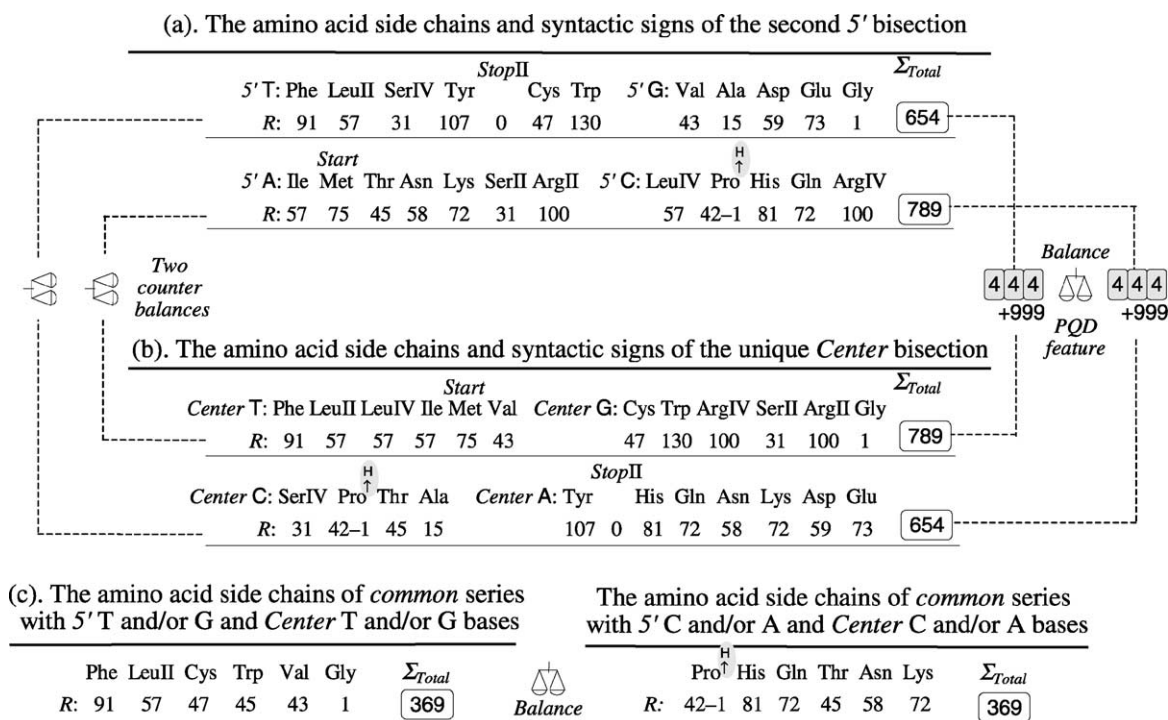 (a). The amino acid side chains and syntactic signs of the second 5′ bisection
StopII ΣTotal
5′ T: Phe LeuII SerIV Tyr Cys Trp 5′ G: Val Ala Asp Glu Gly
R: 91 57 31 107 0 47 130 43 15 59 73 1 654
Start H ↑
5′ A: Ile Met Thr Asn Lys SerII ArgII 5′ C: LeuIV Pro His Gln ArgIV
R: 57 75 45 58 72 31 100 57 42–1 81 72 100 789
Two
counter
balances
Balance
444 444
+999 +999
PQD
feature
(b). The amino acid side chains and syntactic signs of the unique Center bisection
Start ΣTotal
Center T: Phe LeuII LeuIV Ile Met Val Center G: Cys Trp ArgIV SerII ArgII Gly
R: 91 57 57 57 75 43 47 130 100 31 100 1 789
H ↑ StopII
Center C: SerIV Pro Thr Ala Center A: Tyr His Gln Asn Lys Asp Glu
R: 31 42–1 45 15 107 0 81 72 58 72 59 73 654
(c). The amino acid side chains of common series
with 5′ T and/or G and Center T and/or G bases
Phe LeuII Cys Trp Val Gly ΣTotal
R: 91 57 47 45 43 1 369
Balance
The amino acid side chains of common series
with 5′ C and/or A and Center C and/or A bases
H ↑
Pro His Gln Thr Asn Lys ΣTotal
R: 42–1 81 72 45 58 72 369